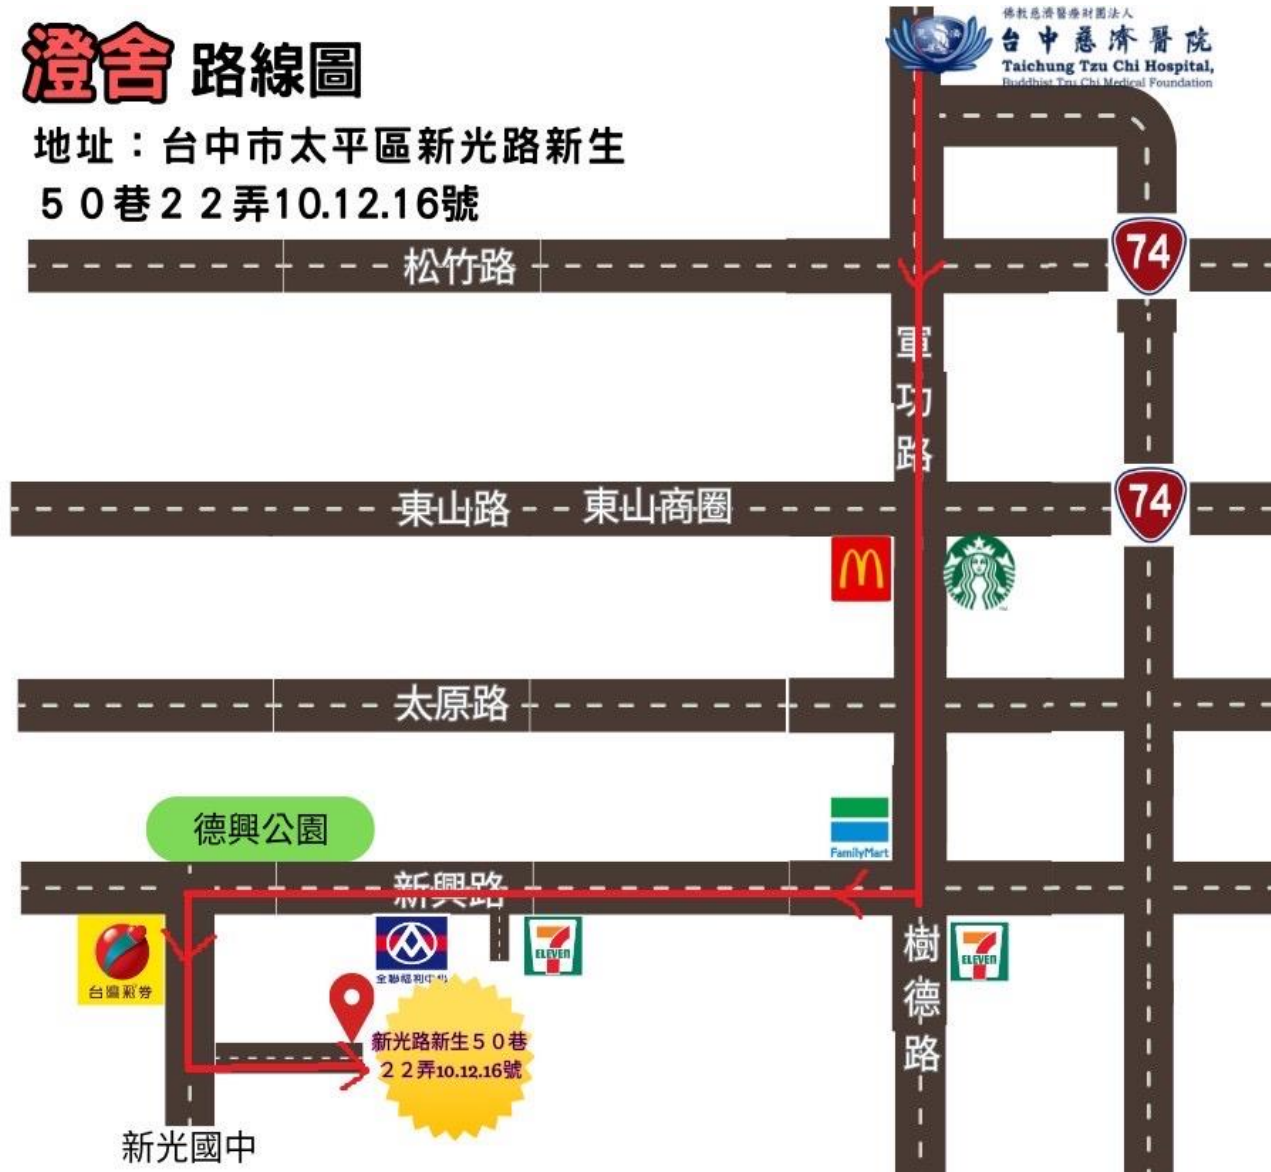 澄舍 路線圖
地址：台中市太平區新光路新生
５０巷２２弄10.12.16號
佛教慈濟醫療財團法人
台中慈濟醫院
Taichung Tzu Chi Hospital,
Buddhist Tzu Chi Medical Foundation
松竹路
74
軍功路
東山路
東山商圈
74
太原路
德興公園
FamilyMart
新興路
台灣彩券
全聯福利中心
7
ELEVEN
樹德路
7
ELEVEN
新光路新生５０巷
２２弄10.12.16號
新光國中